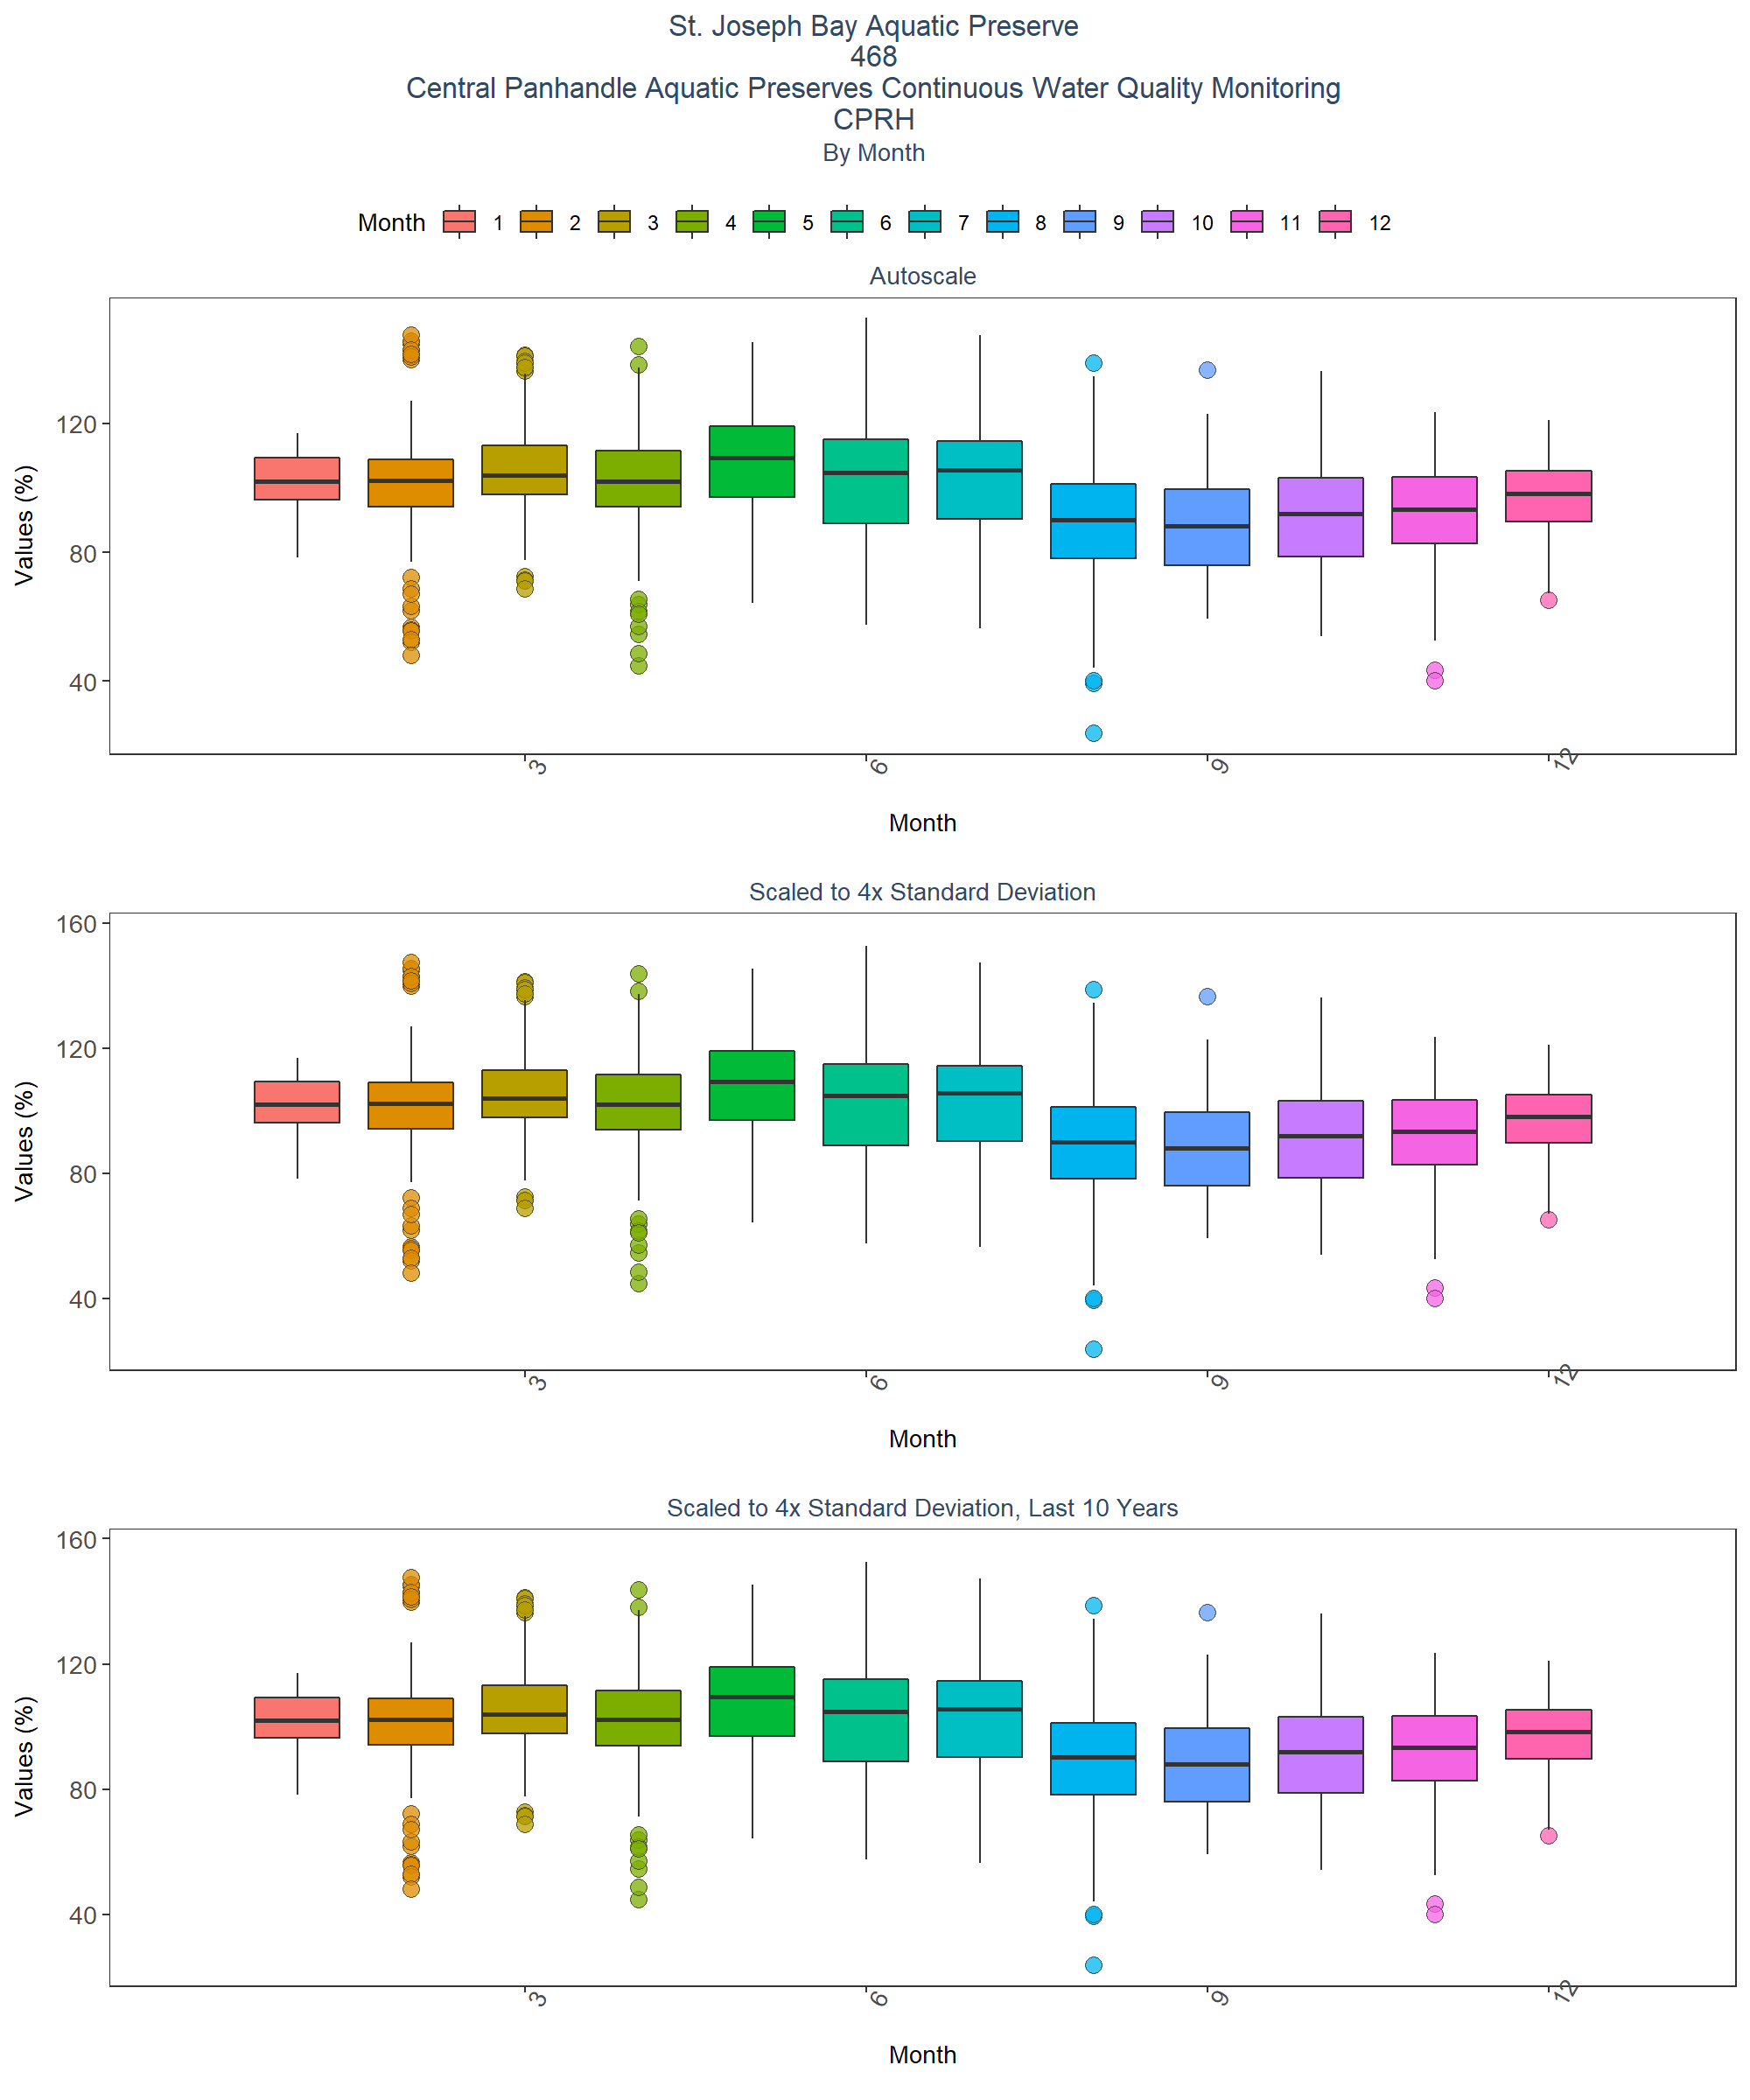 St. Joseph Bay Aquatic Preserve
468
Central Panhandle Aquatic Preserves Continuous Water Quality Monitoring
CPRH
By Month
Month 1 2 3 4 5 6 7 8 9 10 11 12
Autoscale
Values (%)
120
80
40
3 6 9 12
Month
Scaled to 4x Standard Deviation
Values (%)
160
120
80
40
3 6 9 12
Month
Scaled to 4x Standard Deviation, Last 10 Years
Values (%)
160
120
80
40
3 6 9 12
Month